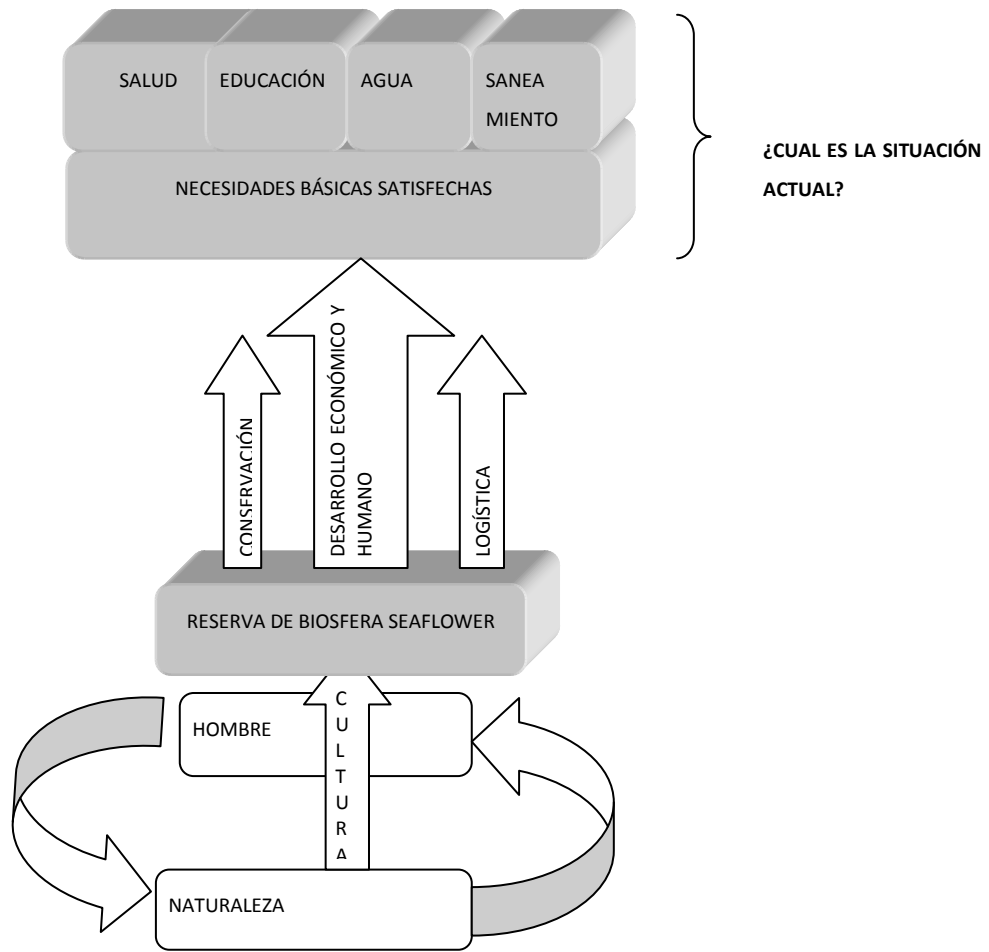 SALUD
EDUCACIÓN
AGUA
SANEA
MIENTO
NECESIDADES BÁSICAS SATISFECHAS
¿CUAL ES LA SITUACIÓN
ACTUAL?
CONSERVACIÓN
DESARROLLO ECONÓMICO Y
HUMANO
LOGÍSTICA
RESERVA DE BIOSFERA SEAFLOWER
HOMBRE
CULTURA
NATURALEZA